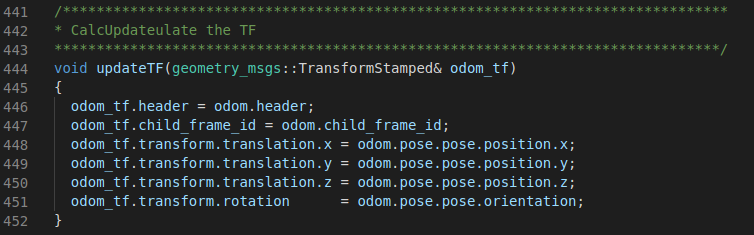 441 /*******************************************************************************
442 * CalcUpdateulate the TF
443 *******************************************************************************/
444 void updateTF(geometry_msgs::TransformStamped& odom_tf)
445 {
446   odom_tf.header = odom.header;
447   odom_tf.child_frame_id = odom.child_frame_id;
448   odom_tf.transform.translation.x = odom.pose.pose.position.x;
449   odom_tf.transform.translation.y = odom.pose.pose.position.y;
450   odom_tf.transform.translation.z = odom.pose.pose.position.z;
451   odom_tf.transform.rotation      = odom.pose.pose.orientation;
452 }